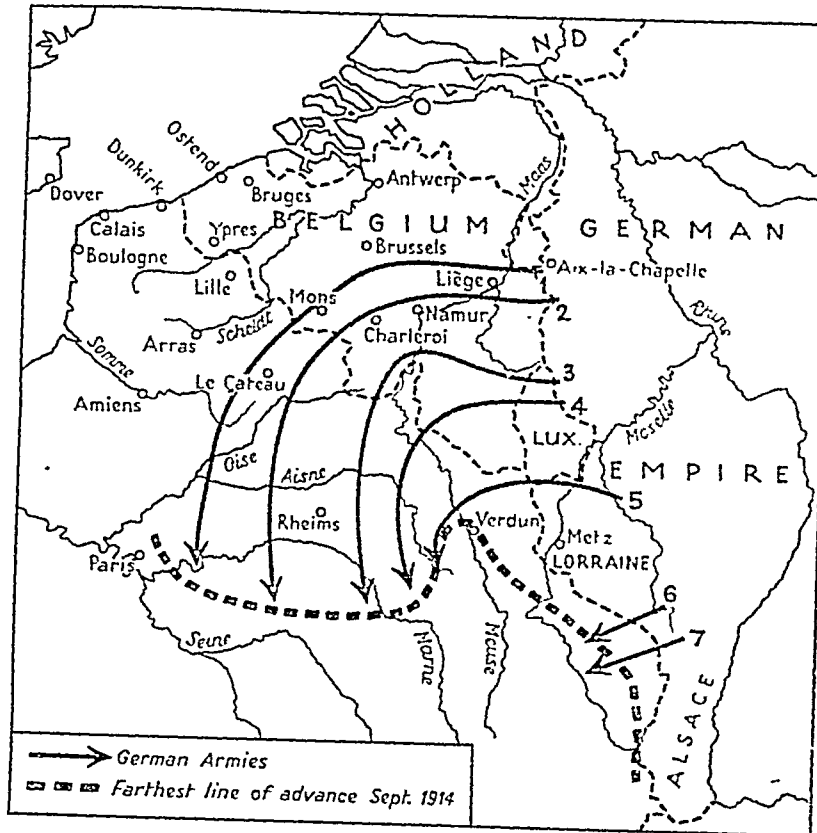 HOLLAND
Maas
Dover
Dunkirk
Ostend
Bruges
Antwerp
Calais
Boulogne
Ypres
BELGIUM
GERMAN
Brussels
Lille
Liège
Aix-la-Chapelle
1
2
Mons
Namur
Charleroi
Arras
Scheldt
Rhine
Somme
Le Cateau
Amiens
3
4
LUX.
Moselle
EMPIRE
Oise
Aisne
5
Rheims
Verdun
Metz
LORRAINE
Paris
6
7
Seine
Marne
Meuse
ALSACE
German Armies
Farthest line of advance Sept. 1914